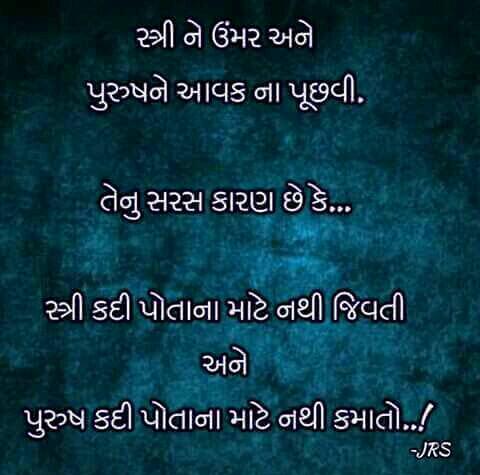 સ્ત્રી ને ઉંમર અને
પુરુષને આવક ના પૂછવી.
તેનુ સરસ કારણ છે કે...
સ્ત્રી કદી પોતાના માટે નથી જિવતી
અને
પુરુષ કદી પોતાના માટે નથી કમાતો..!
-JRS